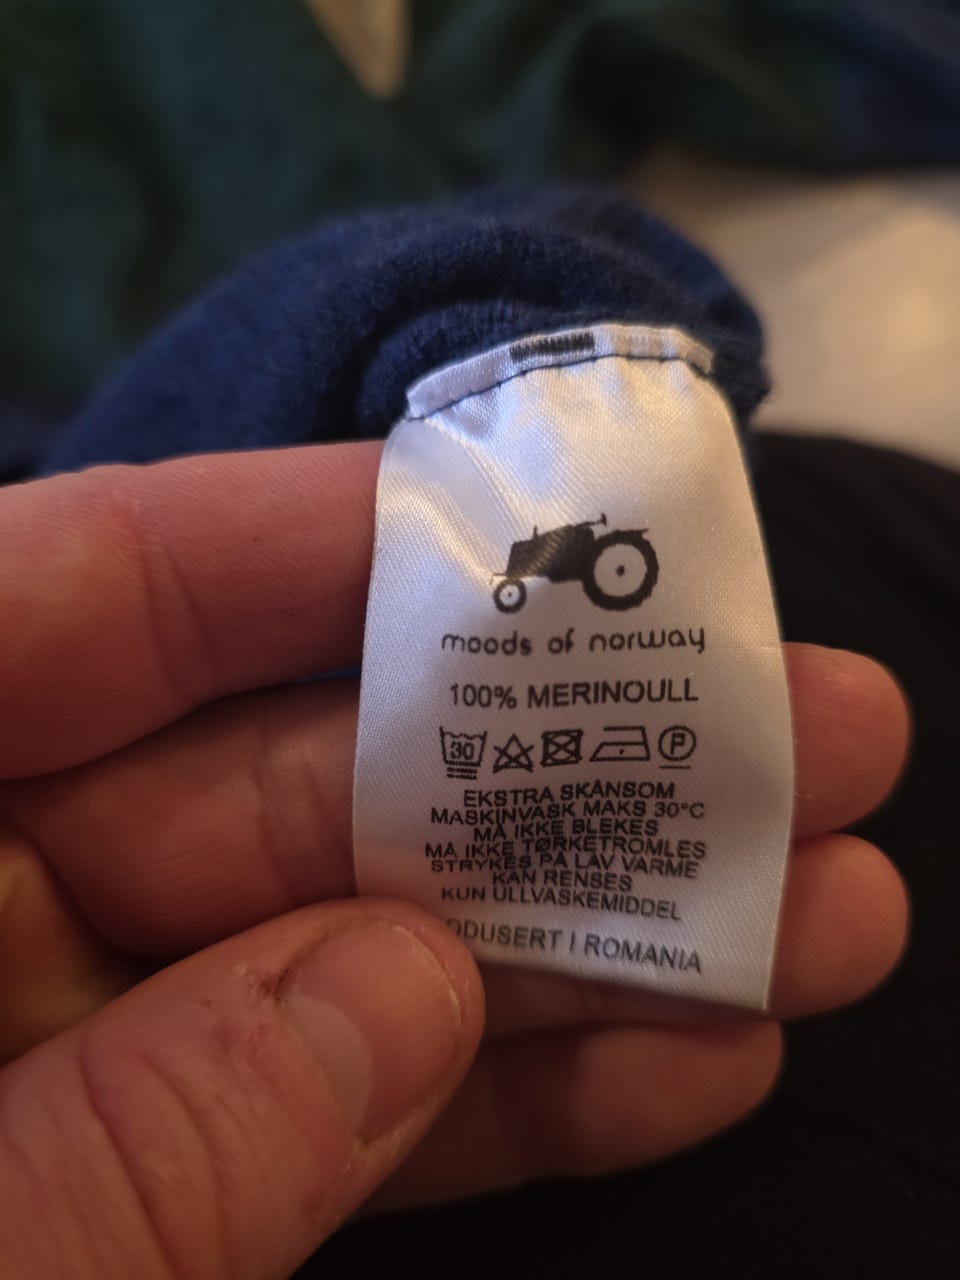 moods of norway
100% MERINOULL
30 P
EKSTRA SKÅNSOM
MASKINVASK MAKS 30°C
MÅ IKKE BLEKES
MÅ IKKE TØRKETROMLES
STRYKES PÅ LAV VARME
KAN RENSES
KUN ULLVASKEMIDDEL
ODUSERT I ROMANIA